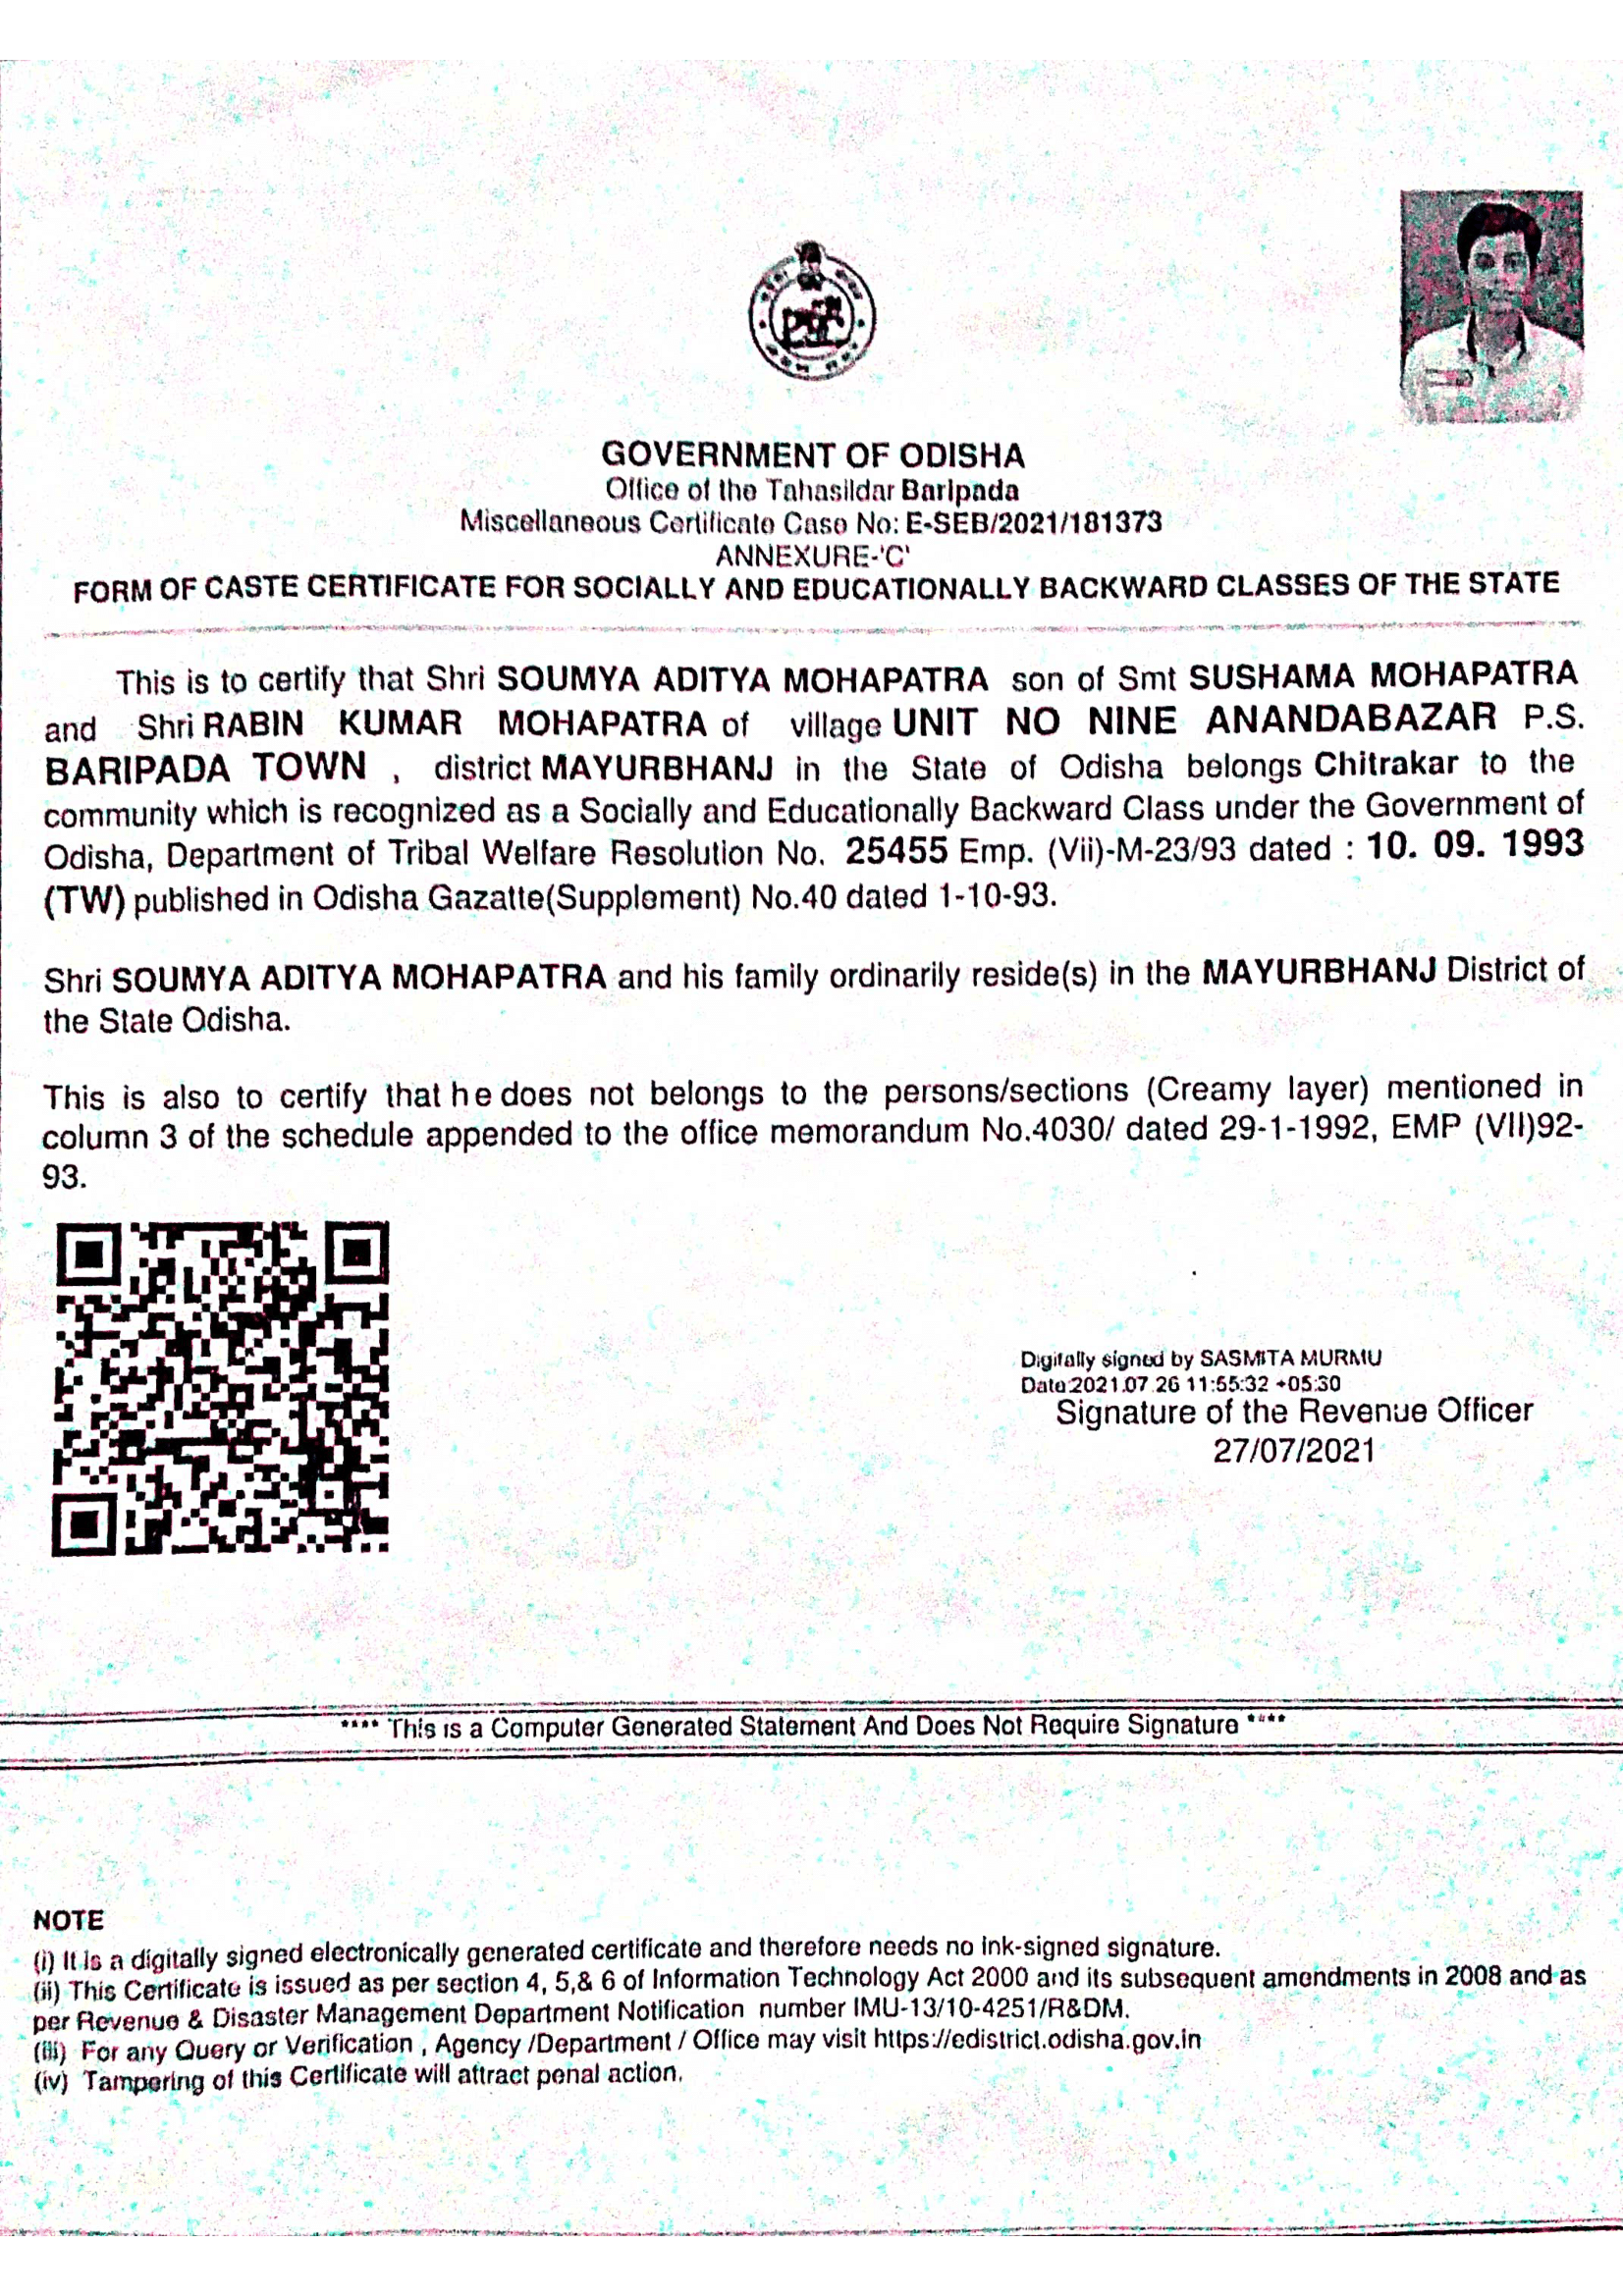 GOVERNMENT OF ODISHA
Office of the Tahasildar Baripada
Miscellaneous Certificate Case No: E-SEB/2021/181373
ANNEXURE-'C'
FORM OF CASTE CERTIFICATE FOR SOCIALLY AND EDUCATIONALLY BACKWARD CLASSES OF THE STATE
This is to certify that Shri SOUMYA ADITYA MOHAPATRA son of Smt SUSHAMA MOHAPATRA
and Shri RABIN KUMAR MOHAPATRA of village UNIT NO NINE ANANDABAZAR P.S.
BARIPADA TOWN , district MAYURBHANJ in the State of Odisha belongs Chitrakar to the
community which is recognized as a Socially and Educationally Backward Class under the Government of
Odisha, Department of Tribal Welfare Resolution No. 25455 Emp. (Vii)-M-23/93 dated : 10. 09. 1993
(TW) published in Odisha Gazatte(Supplement) No.40 dated 1-10-93.
Shri SOUMYA ADITYA MOHAPATRA and his family ordinarily reside(s) in the MAYURBHANJ District of
the State Odisha.
This is also to certify that he does not belongs to the persons/sections (Creamy layer) mentioned in
column 3 of the schedule appended to the office memorandum No.4030/ dated 29-1-1992, EMP (VII)92-
93.
Digitally signed by SASMITA MURMU
Date:2021.07.26 11:55:32 +05:30
Signature of the Revenue Officer
27/07/2021
**** This is a Computer Generated Statement And Does Not Require Signature ****
NOTE
(i) It Is a digitally signed electronically generated certificate and therefore needs no ink-signed signature.
(ii) This Certificate is issued as per section 4, 5,& 6 of Information Technology Act 2000 and its subsequent amendments in 2008 and as
per Revenue & Disaster Management Department Notification number IMU-13/10-4251/R&DM.
(iii) For any Query or Verification , Agency /Department / Office may visit https://edistrict.odisha.gov.in
(iv) Tampering of this Certificate will attract penal action.